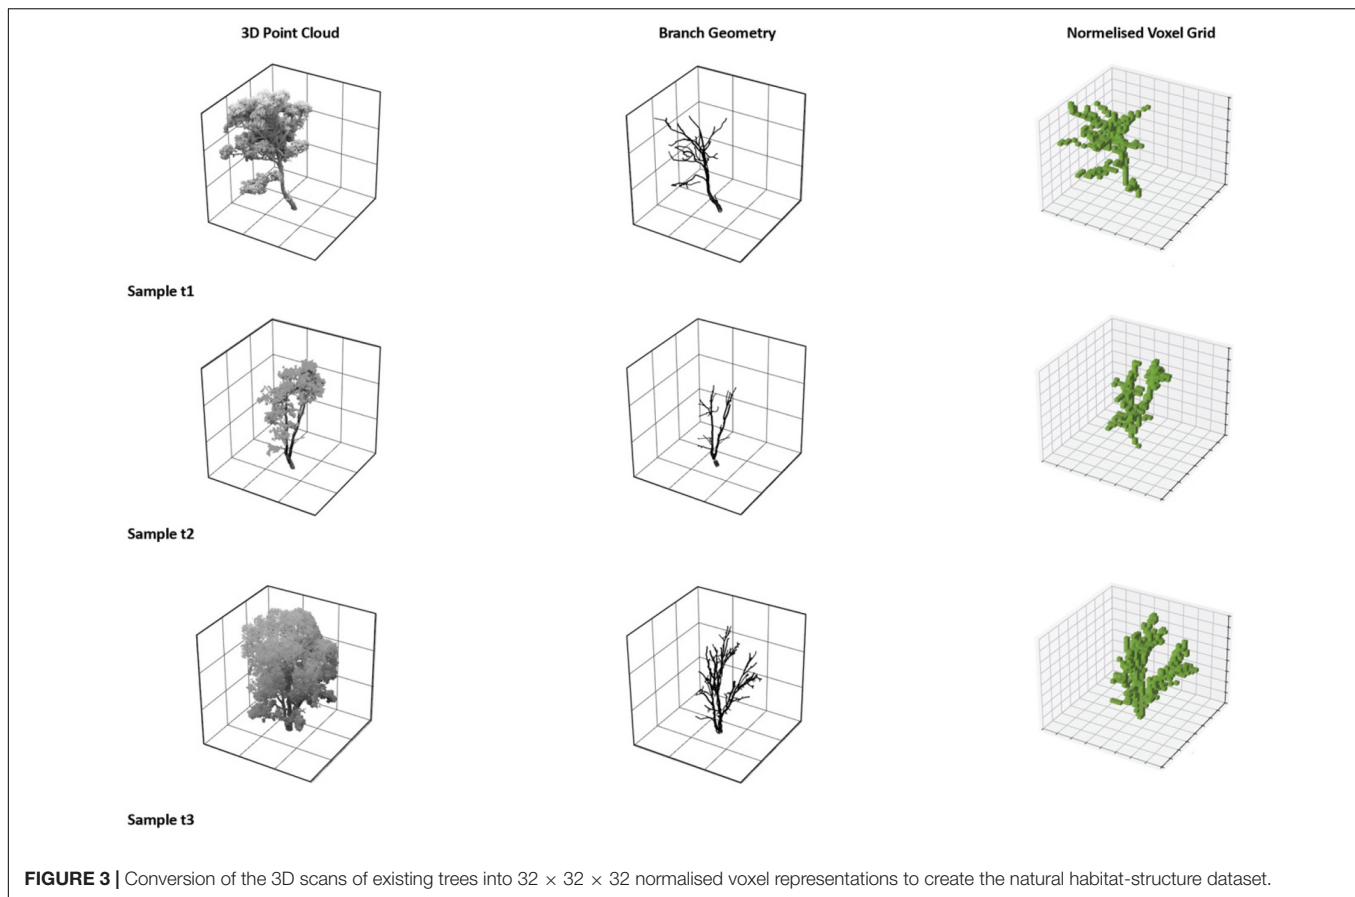 3D Point Cloud
Branch Geometry
Normelised Voxel Grid
Sample t1
Sample t2
Sample t3
FIGURE 3 | Conversion of the 3D scans of existing trees into 32 × 32 × 32 normalised voxel representations to create the natural habitat-structure dataset.